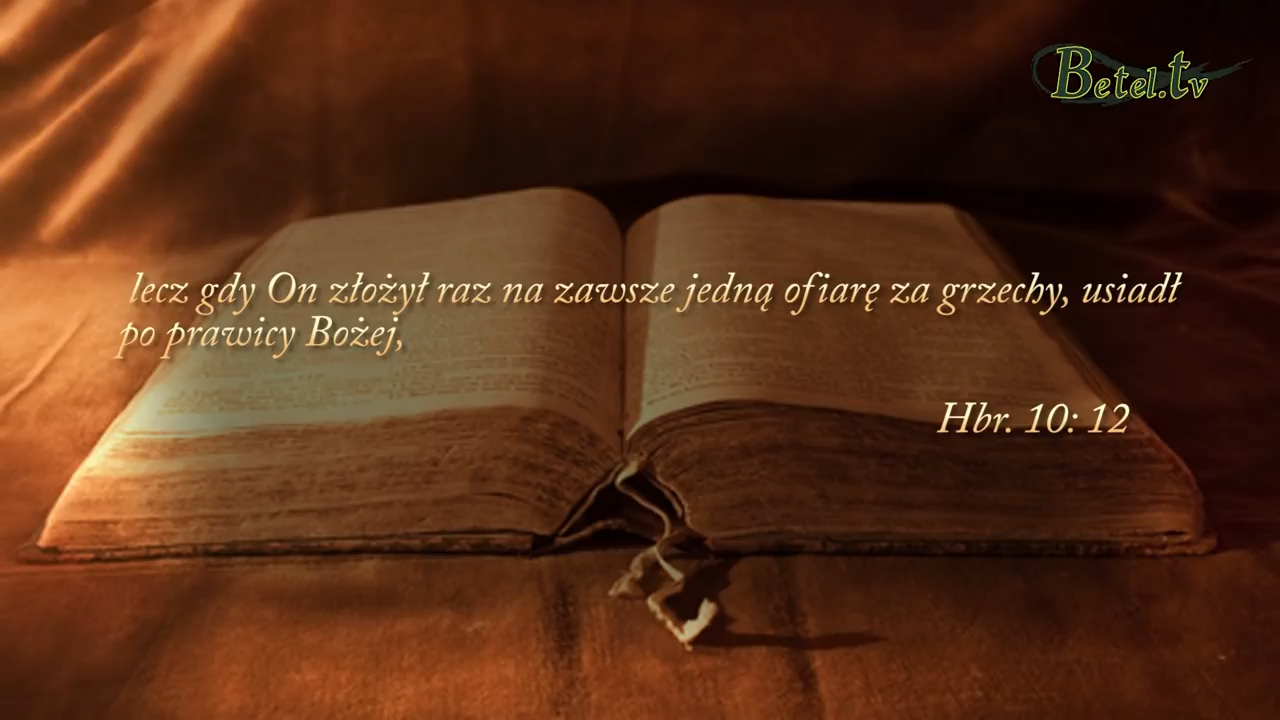 Betel.tv
lecz gdy On złożył raz na zawsze jedną ofiarę za grzechy, usiadł
po prawicy Bożej,
Hbr. 10: 12